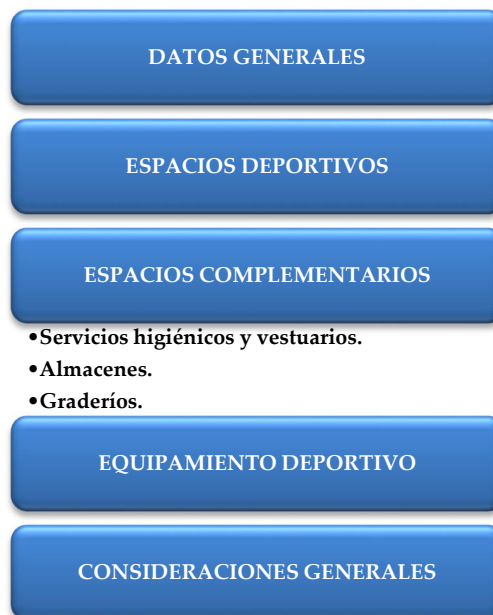 DATOS GENERALES
ESPACIOS DEPORTIVOS
ESPACIOS COMPLEMENTARIOS
•Servicios higiénicos y vestuarios.
•Almacenes.
•Graderíos.
EQUIPAMIENTO DEPORTIVO
CONSIDERACIONES GENERALES